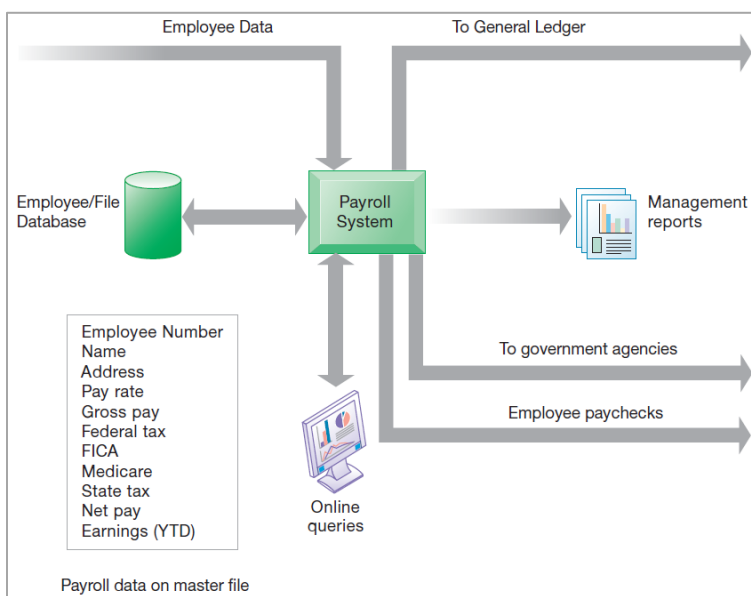 Employee Data
To General Ledger
Employee/File
Database
Payroll
System
Management
reports
Employee Number
Name
Address
Pay rate
Gross pay
Federal tax
FICA
Medicare
State tax
Net pay
Earnings (YTD)
To government agencies
Employee paychecks
Online
queries
Payroll data on master file